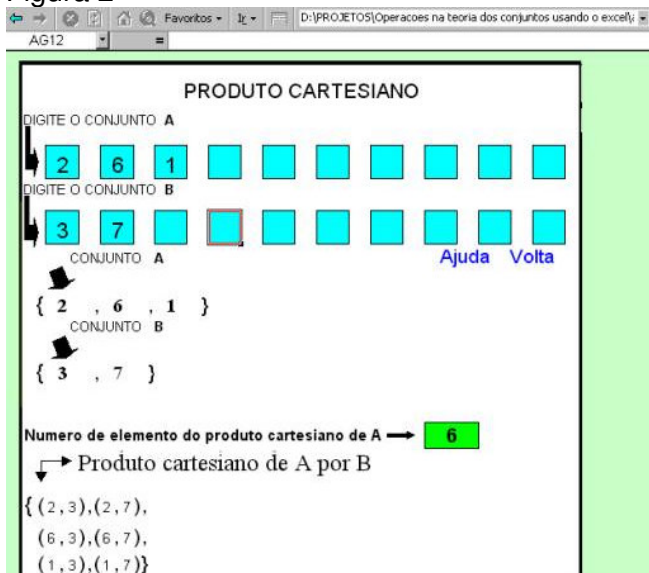 Figura 2
Favoritos Ir D:\PROJETOS\Operacoes na teoria dos conjuntos usando o excel\
AG12 =
PRODUTO CARTESIANO
DIGITE O CONJUNTO A
2 6 1
DIGITE O CONJUNTO B
3 7
CONJUNTO A
Ajuda Volta
{ 2 , 6 , 1 }
CONJUNTO B
{ 3 , 7 }
Numero de elemento do produto cartesiano de A 6
Produto cartesiano de A por B
{(2,3),(2,7),
(6,3),(6,7),
(1,3),(1,7)}